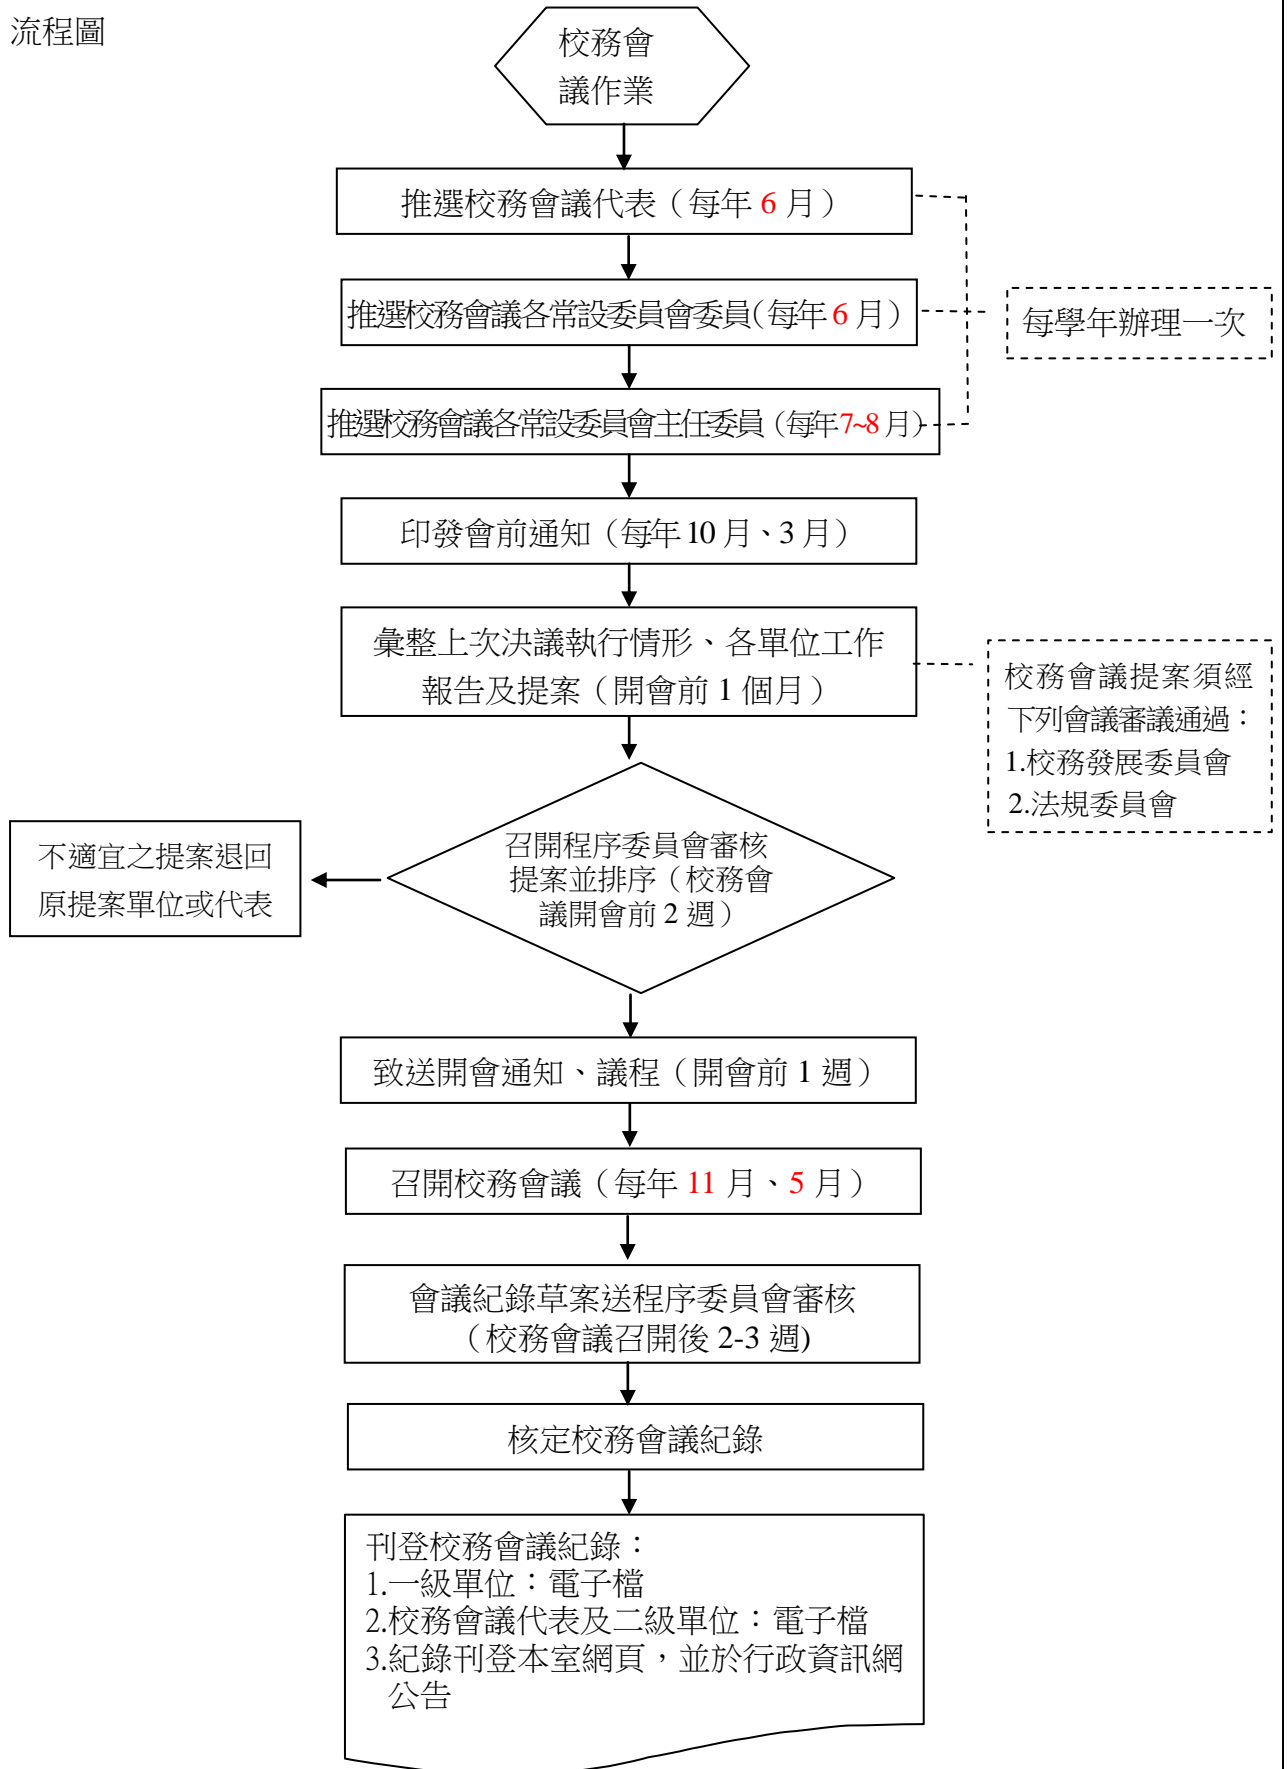 流程圖
校務會
議作業
推選校務會議代表（每年 6 月）
推選校務會議各常設委員會委員(每年 6 月）
每學年辦理一次
推選校務會議各常設委員會主任委員（每年 7~8 月）
印發會前通知（每年 10 月、3 月）
彙整上次決議執行情形、各單位工作
報告及提案（開會前 1 個月）
校務會議提案須經
下列會議審議通過：
1.校務發展委員會
2.法規委員會
召開程序委員會審核
提案並排序（校務會
議開會前 2 週）
不適宜之提案退回
原提案單位或代表
致送開會通知、議程（開會前 1 週）
召開校務會議（每年 11 月、5 月）
會議紀錄草案送程序委員會審核
（校務會議召開後 2-3 週)
核定校務會議紀錄
刊登校務會議紀錄：
1.一級單位：電子檔
2.校務會議代表及二級單位：電子檔
3.紀錄刊登本室網頁，並於行政資訊網
公告